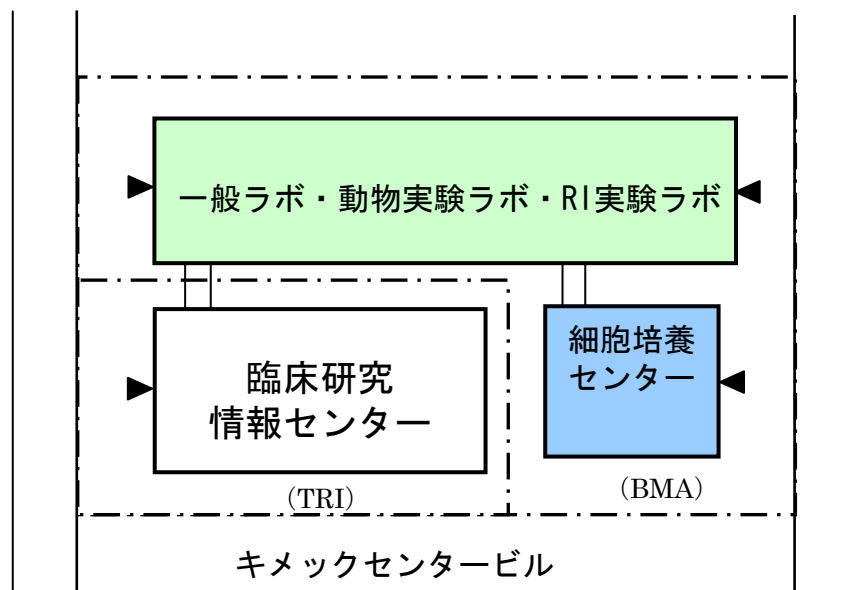 一般ラボ・動物実験ラボ・RI実験ラボ
臨床研究
情報センター
(TRI)
細胞培養
センター
(BMA)
キメックセンタービル